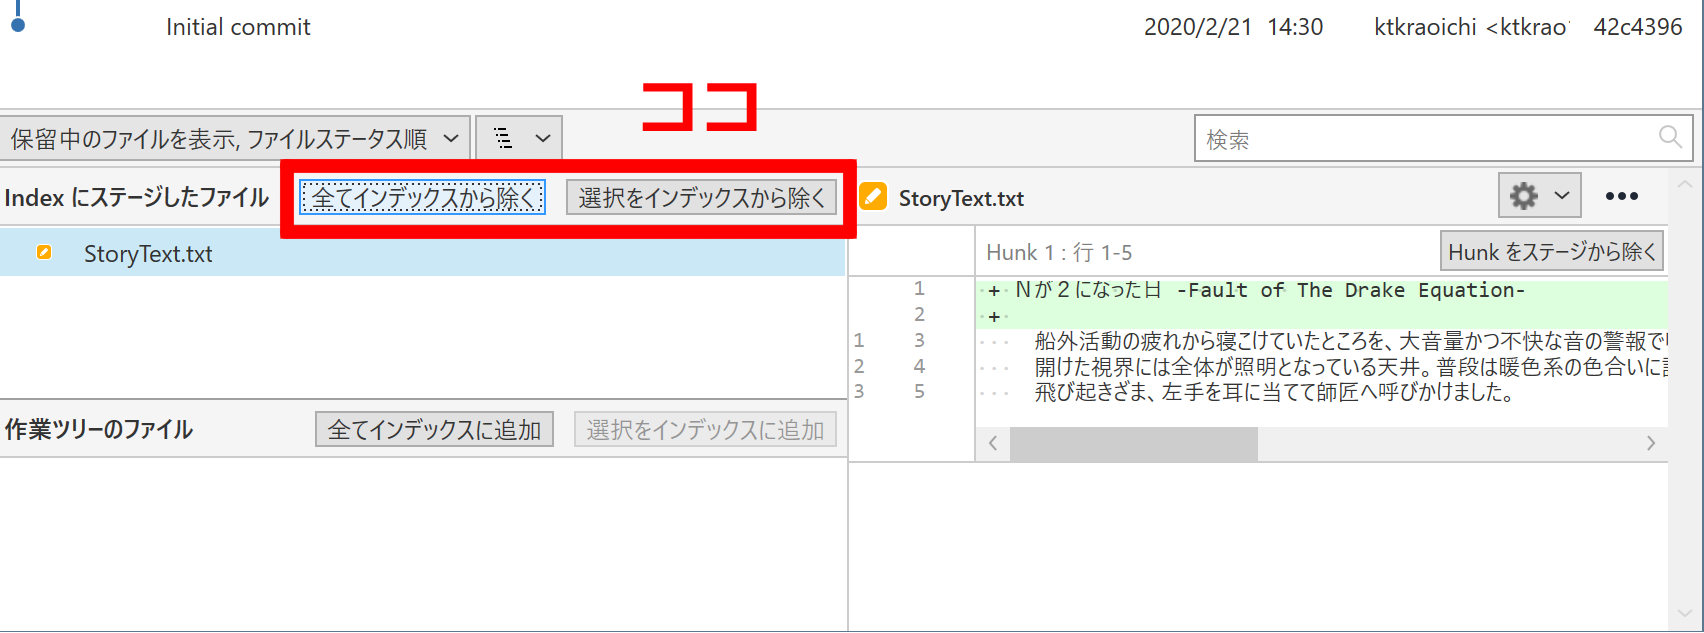 Initial commit 2020/2/21 14:30 ktkraoichi <ktkrao 42c4396
ココ
保留中のファイルを表示, ファイルステータス順
検索
Index にステージしたファイル 全てインデックスから除く 選択をインデックスから除く
StoryText.txt
StoryText.txt
Hunk 1 : 行 1-5 Hunk をステージから除く
1 + Nが２になった日 -Fault of The Drake Equation-
2 +
1 3 船外活動の疲れから寝こけていたところを、大音量かつ不快な音の警報で
2 4 開けた視界には全体が照明となっている天井。普段は暖色系の色合いに
3 5 飛び起きざま、左手を耳に当てて師匠へ呼びかけました。
作業ツリーのファイル 全てインデックスに追加 選択をインデックスに追加